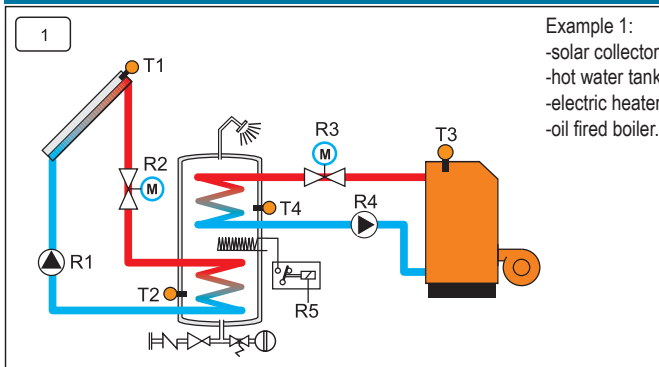 1
Example 1:
-solar collector
-hot water tank
-electric heater
-oil fired boiler.
T1
R2
M
R3
M
T3
T4
R4
R1
T2
R5